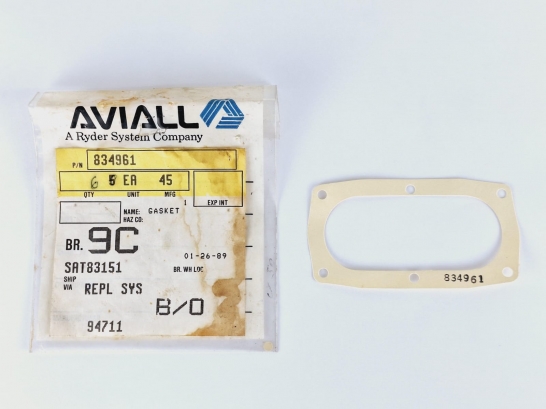 AVIALL
A Ryder System Company
P/N 834961
6 5 EA 45
QTY UNIT MFG 1 EXP INT
NAME: GASKET
HAZ CD:
BR. 9C
01-26-89
SAT83151 BR. WH LOC
SHIP
VIA REPL SYS
B/O
94711
834961